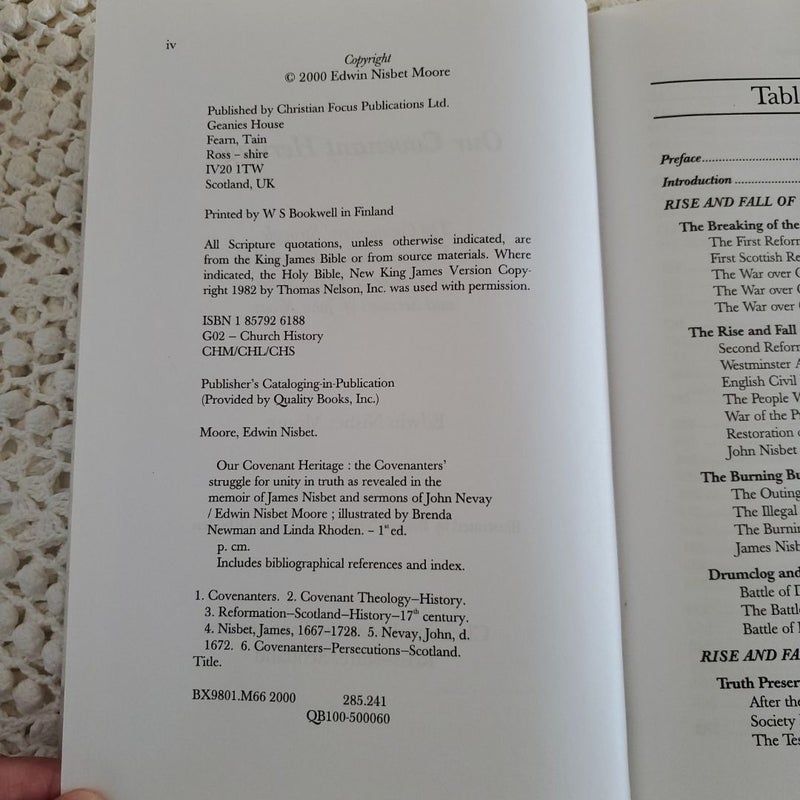 iv
Copyright
© 2000 Edwin Nisbet Moore
Published by Christian Focus Publications Ltd.
Geanies House
Fearn, Tain
Ross – shire
IV20 1TW
Scotland, UK
Printed by W S Bookwell in Finland
All Scripture quotations, unless otherwise indicated, are
from the King James Bible or from source materials. Where
indicated, the Holy Bible, New King James Version Copy-
right 1982 by Thomas Nelson, Inc. was used with permission.
ISBN 1 85792 6188
G02 – Church History
CHM/CHL/CHS
Publisher's Cataloging-in-Publication
(Provided by Quality Books, Inc.)
Moore, Edwin Nisbet.
Our Covenant Heritage : the Covenanters'
struggle for unity in truth as revealed in the
memoir of James Nisbet and sermons of John Nevay
/ Edwin Nisbet Moore ; illustrated by Brenda
Newman and Linda Rhoden. – 1st ed.
p. cm.
Includes bibliographical references and index.
1. Covenanters. 2. Covenant Theology—History.
3. Reformation—Scotland—History—17th century.
4. Nisbet, James, 1667–1728. 5. Nevay, John, d.
1672. 6. Covenanters—Persecutions—Scotland.
Title.
BX9801.M66 2000 285.241
QB100-500060
Tabl
Preface
Introduction
RISE AND FALL OF
The Breaking of the
The First Reforr
First Scottish Re
The War over
The War over
The War over
The Rise and Fall
Second Reforr
Westminster A
English Civil
The People V
War of the P
Restoration
John Nisbet
The Burning Bu
The Outing
The Illegal
The Burnin
James Nisb
Drumclog and
Battle of
The Battl
Battle of
RISE AND FA
Truth Preser
After the
Society
The Tes